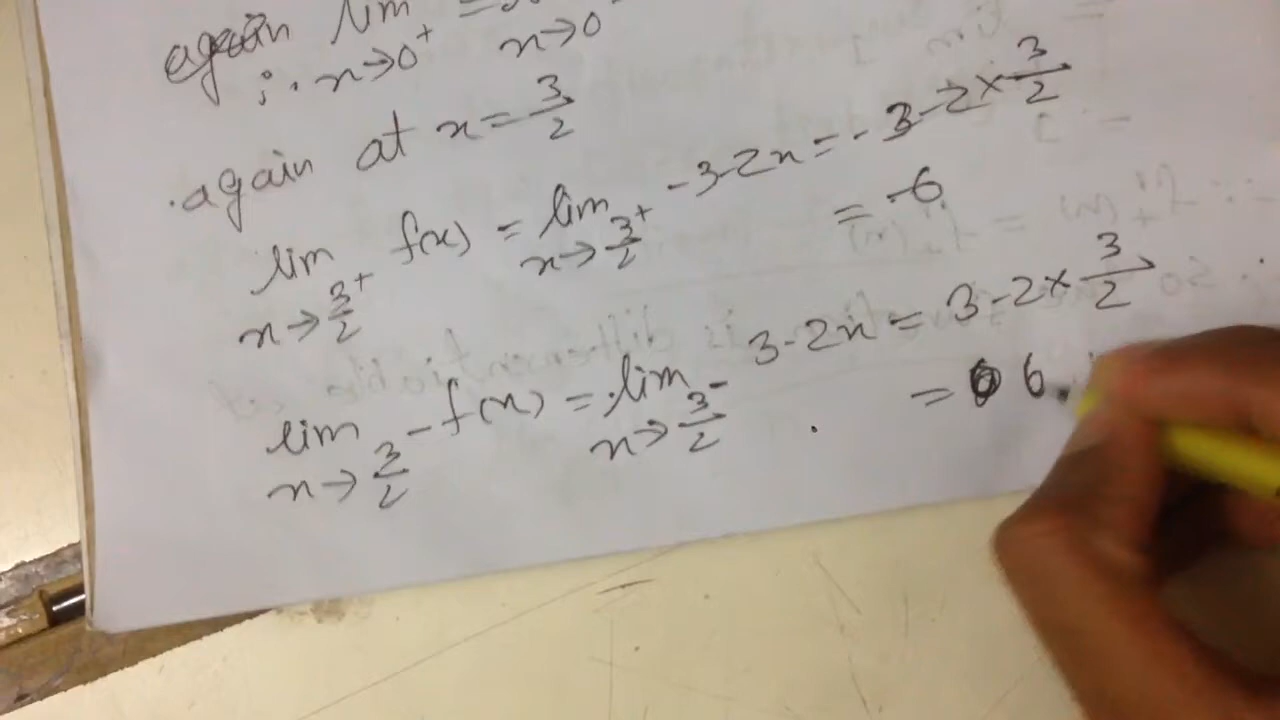 again lim =
∴ x→0⁺ x→0
again at x = 3/2
lim x→3/2⁺ f(x) = lim x→3/2⁺ -3-2x = -3-2×3/2
= -6
lim x→3/2⁻ f(x) = lim x→3/2⁻ 3-2x = 3-2×3/2
= 6